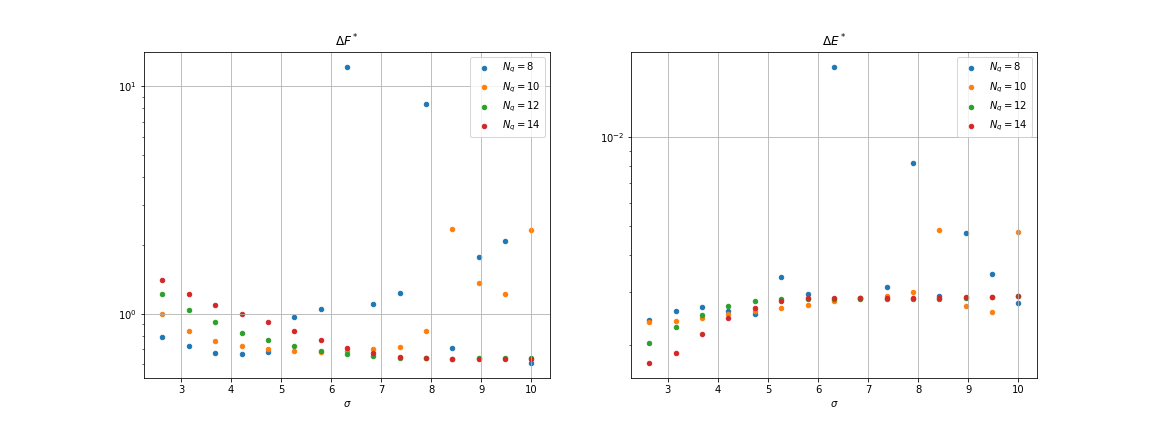 ΔF*
N_q = 8
N_q = 10
N_q = 12
N_q = 14
10^1
10^0
3 4 5 6 7 8 9 10
σ
ΔE*
N_q = 8
N_q = 10
N_q = 12
N_q = 14
10^−2
3 4 5 6 7 8 9 10
σ